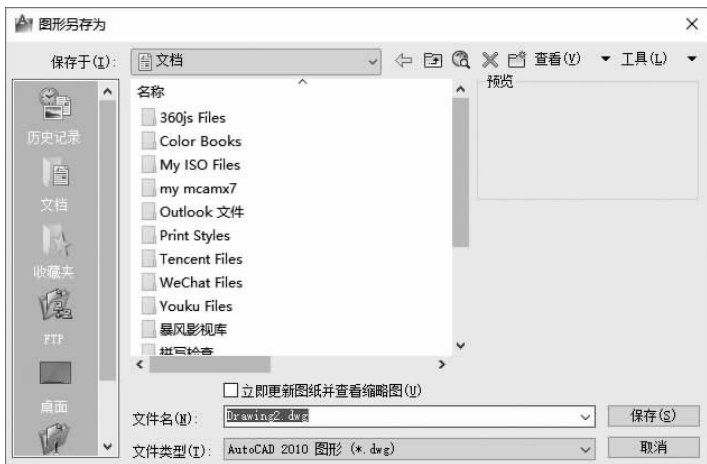 图形另存为
保存于(I): 文档 查看(V) 工具(L)
名称 预览
历史记录
文档
收藏夹
FTP
桌面
360js Files
Color Books
My ISO Files
my mcamx7
Outlook 文件
Print Styles
Tencent Files
WeChat Files
Youku Files
暴风影视库
拼写检查
立即更新图纸并查看缩略图(U)
文件名(N): Drawing2.dwg 保存(S)
文件类型(T): AutoCAD 2010 图形 (*.dwg) 取消